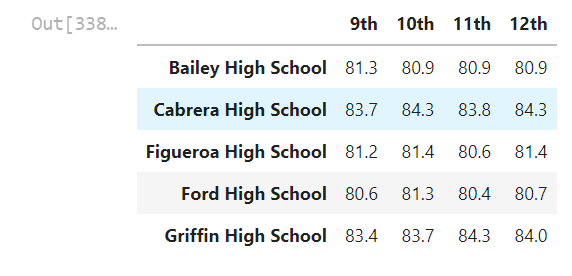 Out[338…
9th 10th 11th 12th
Bailey High School 81.3 80.9 80.9 80.9
Cabrera High School 83.7 84.3 83.8 84.3
Figueroa High School 81.2 81.4 80.6 81.4
Ford High School 80.6 81.3 80.4 80.7
Griffin High School 83.4 83.7 84.3 84.0